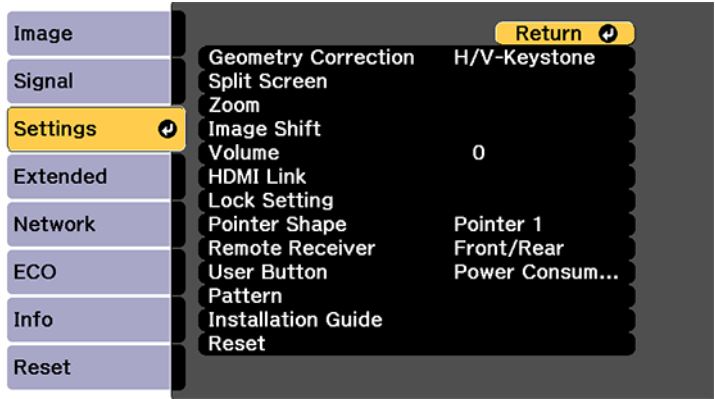 Image
Signal
Settings
Extended
Network
ECO
Info
Reset
Return
Geometry Correction H/V-Keystone
Split Screen
Zoom
Image Shift
Volume 0
HDMI Link
Lock Setting
Pointer Shape Pointer 1
Remote Receiver Front/Rear
User Button Power Consum...
Pattern
Installation Guide
Reset